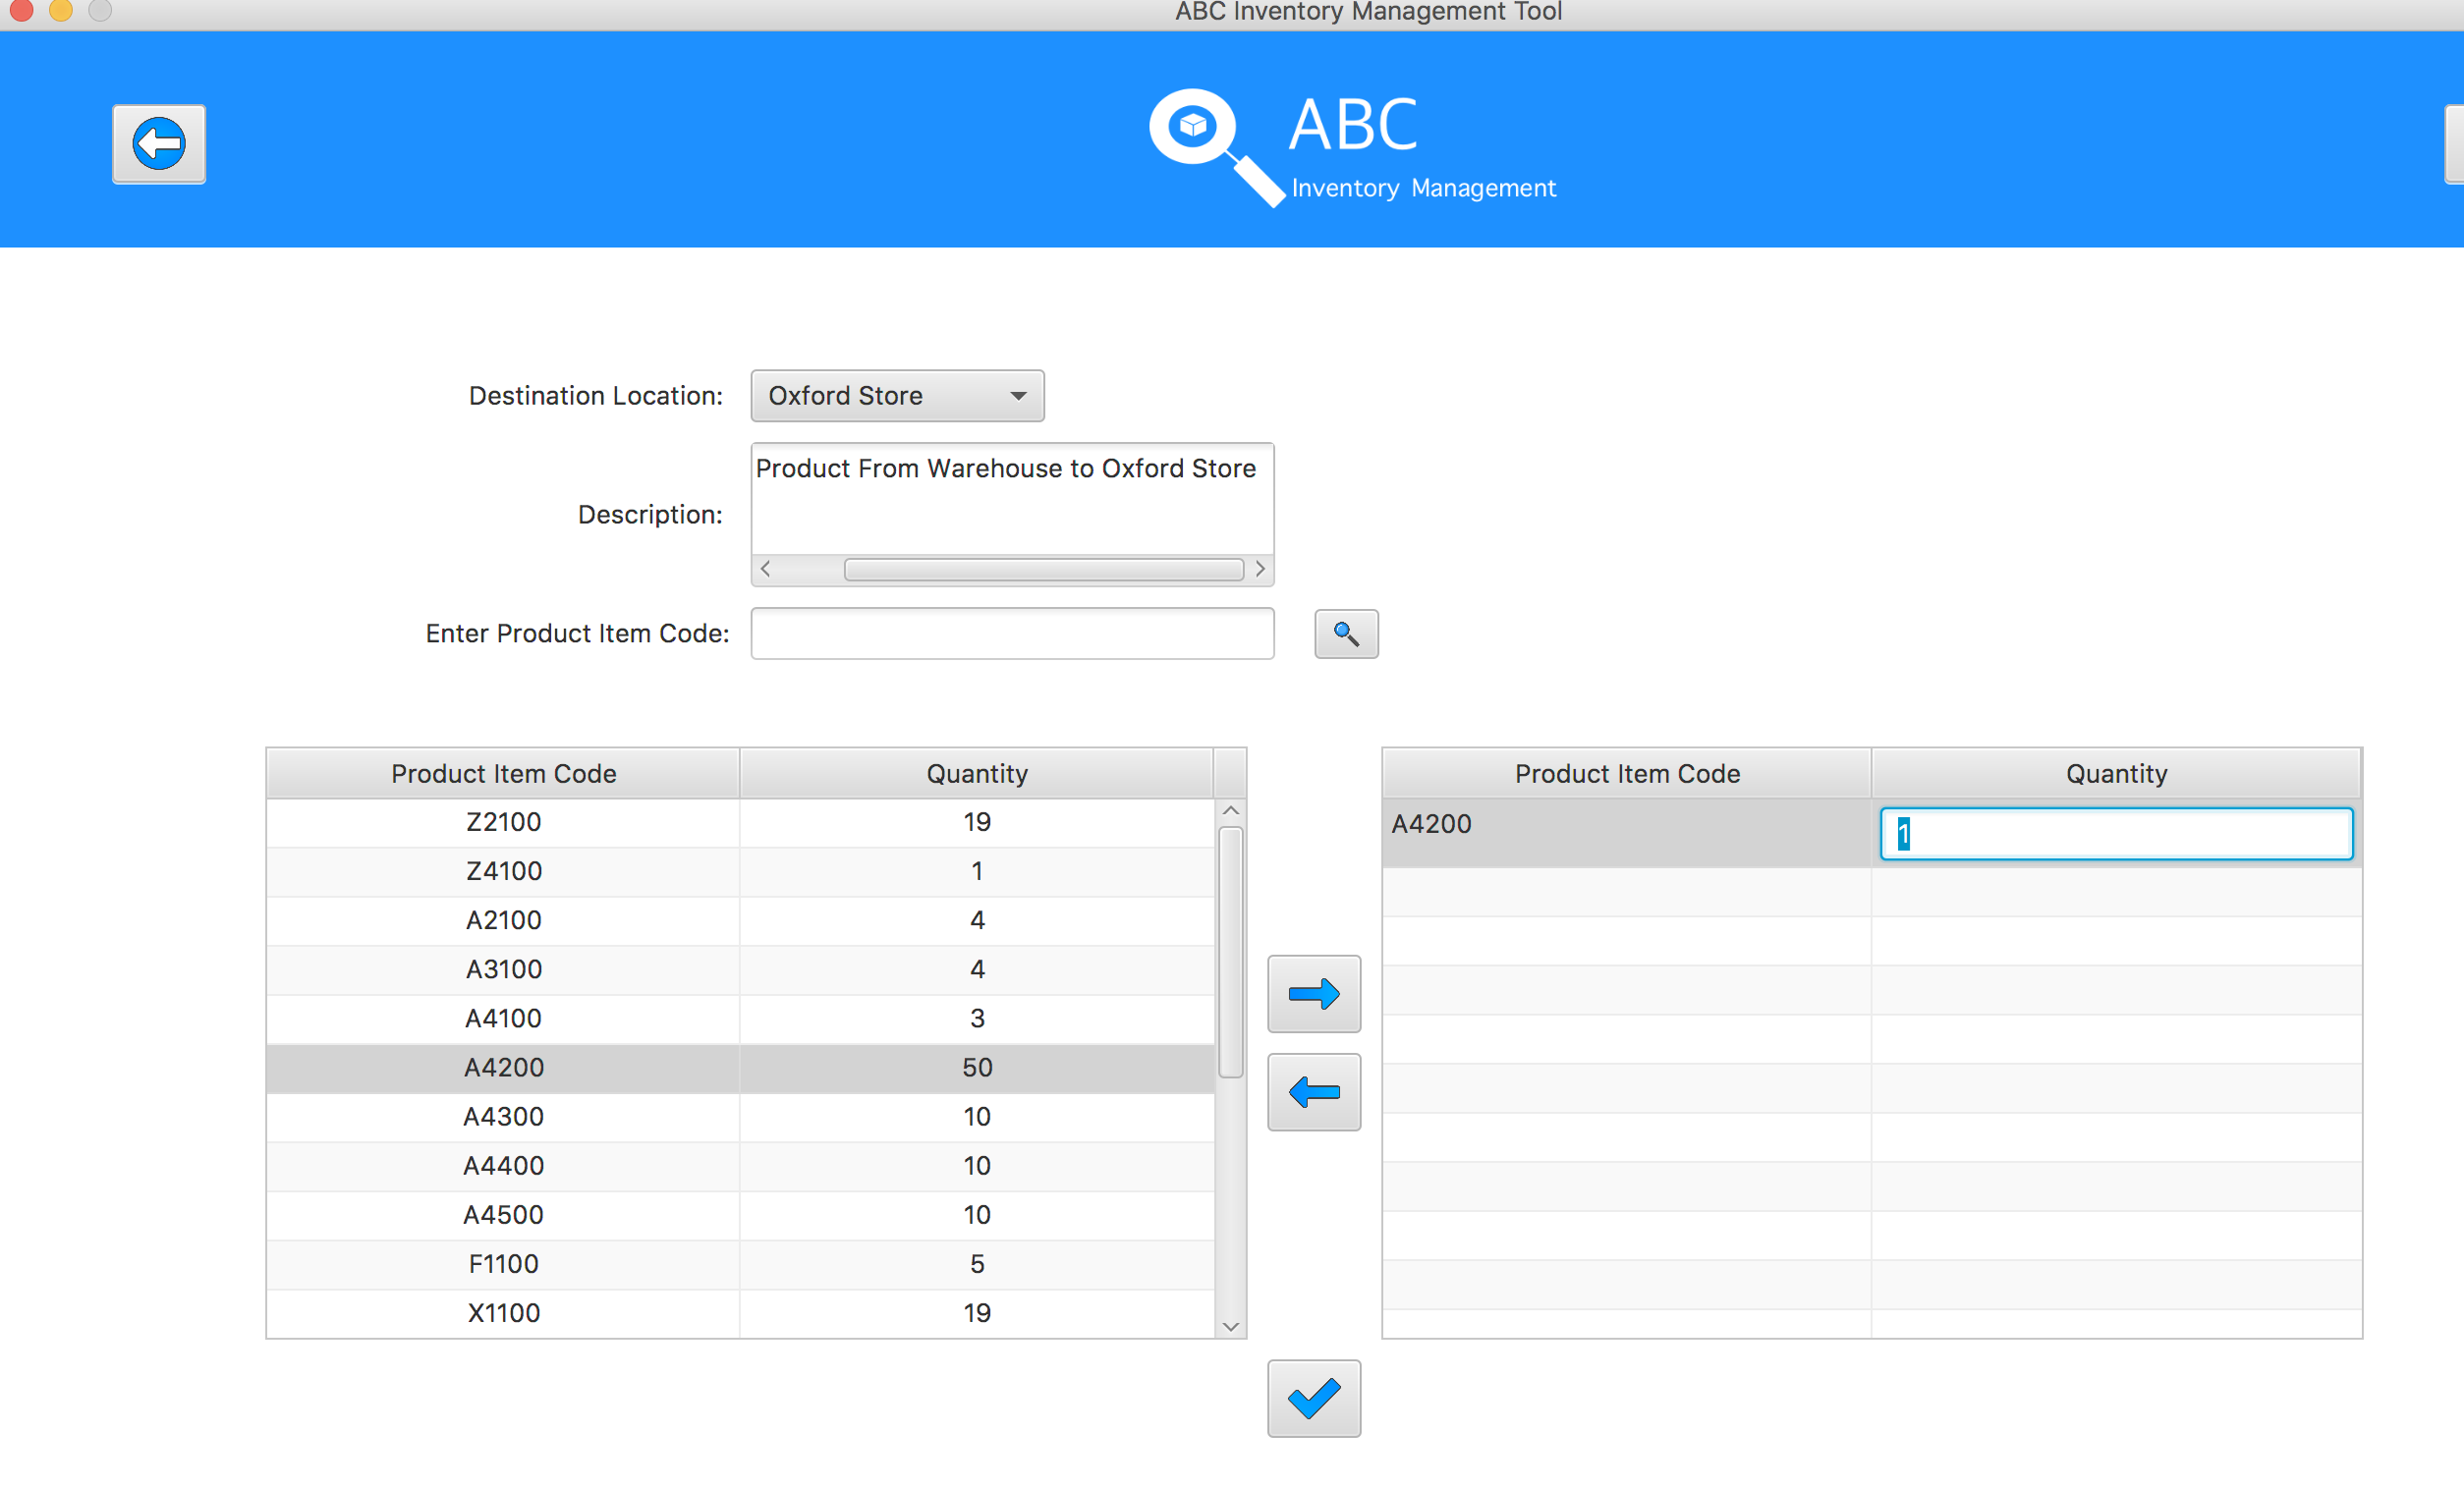 ABC Inventory Management Tool
ABC
Inventory Management
Destination Location: Oxford Store
Product From Warehouse to Oxford Store
Description:
Enter Product Item Code:
Product Item Code Quantity
Z2100 19
Z4100 1
A2100 4
A3100 4
A4100 3
A4200 50
A4300 10
A4400 10
A4500 10
F1100 5
X1100 19
Product Item Code Quantity
A4200 1